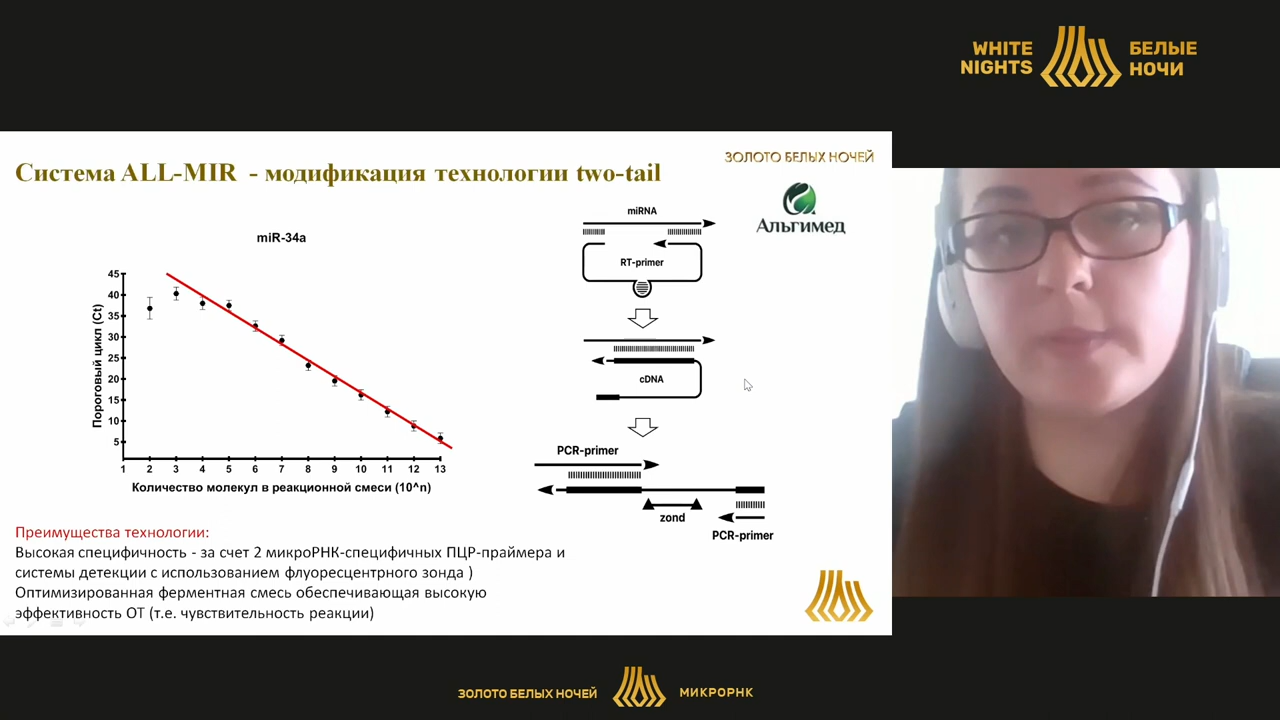 WHITE NIGHTS
БЕЛЫЕ НОЧИ
ЗОЛОТО БЕЛЫХ НОЧЕЙ
Система ALL-MIR - модификация технологии two-tail
Альгимед
miR-34a
Пороговый цикл (Ct)
45
40
35
30
25
20
15
10
5
1 2 3 4 5 6 7 8 9 10 11 12 13
Количество молекул в реакционной смеси (10^n)
miRNA
RT-primer
cDNA
PCR-primer
zond
PCR-primer
Преимущества технологии:
Высокая специфичность - за счет 2 микроРНК-специфичных ПЦР-праймера и
системы детекции с использованием флуоресцентрного зонда )
Оптимизированная ферментная смесь обеспечивающая высокую
эффективность ОТ (т.е. чувствительность реакции)
ЗОЛОТО БЕЛЫХ НОЧЕЙ
МИКРОРНК